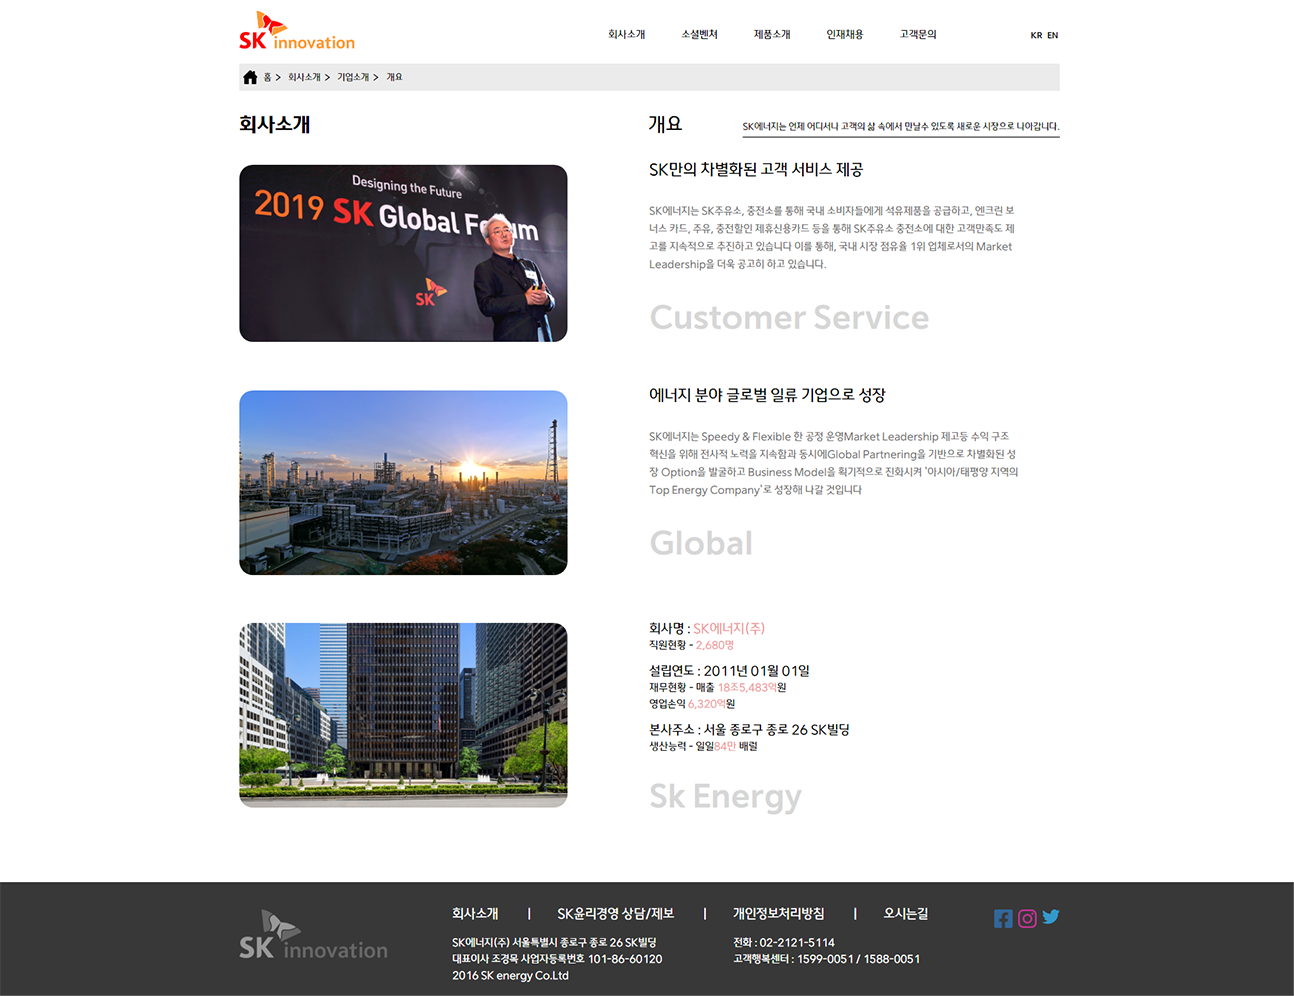 SK innovation
회사소개 소셜벤쳐 제품소개 인재채용 고객문의 KR EN
홈 > 회사소개 > 기업소개 > 개요
회사소개
개요
SK에너지는 언제 어디서나 고객의 삶 속에서 만날수 있도록 새로운 시장으로 나아갑니다.
Designing the Future
2019 SK Global Forum
SK
SK만의 차별화된 고객 서비스 제공
SK에너지는 SK주유소, 충전소를 통해 국내 소비자들에게 석유제품을 공급하고, 엔크린 보
너스 카드, 주유, 충전할인 제휴신용카드 등을 통해 SK주유소 충전소에 대한 고객만족도 제
고를 지속적으로 추진하고 있습니다 이를 통해, 국내 시장 점유율 1위 업체로서의 Market
Leadership을 더욱 공고히 하고 있습니다.
Customer Service
에너지 분야 글로벌 일류 기업으로 성장
SK에너지는 Speedy & Flexible 한 공정 운영Market Leadership 제고등 수익 구조
혁신을 위해 전사적 노력을 지속함과 동시에Global Partnering을 기반으로 차별화된 성
장 Option을 발굴하고 Business Model을 획기적으로 진화시켜 '아시아/태평양 지역의
Top Energy Company'로 성장해 나갈 것입니다
Global
회사명 : SK에너지(주)
직원현황 - 2,680명
설립연도 : 2011년 01월 01일
재무현황 - 매출 18조5,483억원
영업손익 6,320억원
본사주소 : 서울 종로구 종로 26 SK빌딩
생산능력 - 일일84만 배럴
Sk Energy
SK innovation
회사소개 | SK윤리경영 상담/제보 | 개인정보처리방침 | 오시는길
SK에너지(주) 서울특별시 종로구 종로 26 SK빌딩
대표이사 조경목 사업자등록번호 101-86-60120
2016 SK energy Co.Ltd
전화 : 02-2121-5114
고객행복센터 : 1599-0051 / 1588-0051